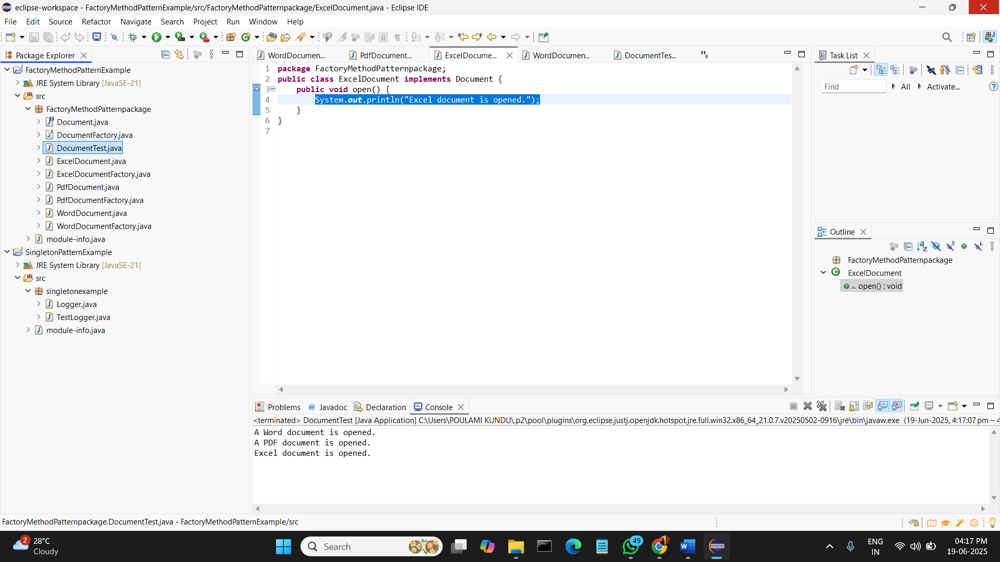 eclipse-workspace - FactoryMethodPatternExample/src/FactoryMethodPatternpackage/ExcelDocument.java - Eclipse IDE
File Edit Source Refactor Navigate Search Project Run Window Help
Package Explorer
FactoryMethodPatternExample
JRE System Library [JavaSE-21]
src
FactoryMethodPatternpackage
Document.java
DocumentFactory.java
DocumentTest.java
ExcelDocument.java
ExcelDocumentFactory.java
PdfDocument.java
PdfDocumentFactory.java
WordDocument.java
WordDocumentFactory.java
module-info.java
SingletonPatternExample
JRE System Library [JavaSE-21]
src
singletonexample
Logger.java
TestLogger.java
module-info.java
WordDocumen... PdfDocument... ExcelDocume... WordDocumen... DocumentTes... »6
1 package FactoryMethodPatternpackage;
2 public class ExcelDocument implements Document {
3 public void open() {
4 System.out.println("Excel document is opened.");
5 }
6 }
7
Task List
Find All Activate...
Outline
FactoryMethodPatternpackage
ExcelDocument
open() : void
Problems Javadoc Declaration Console
<terminated> DocumentTest [Java Application] C:\Users\POULAMI KUNDU\.p2\pool\plugins\org.eclipse.justj.openjdk.hotspot.jre.full.win32.x86_64_21.0.7.v20250502-0916\jre\bin\javaw.exe (19-Jun-2025, 4:17:07 pm – 4
A Word document is opened.
A PDF document is opened.
Excel document is opened.
FactoryMethodPatternpackage.DocumentTest.java - FactoryMethodPatternExample/src
2 28°C
Cloudy
Search
49
ENG
IN
04:17 PM
19-06-2025